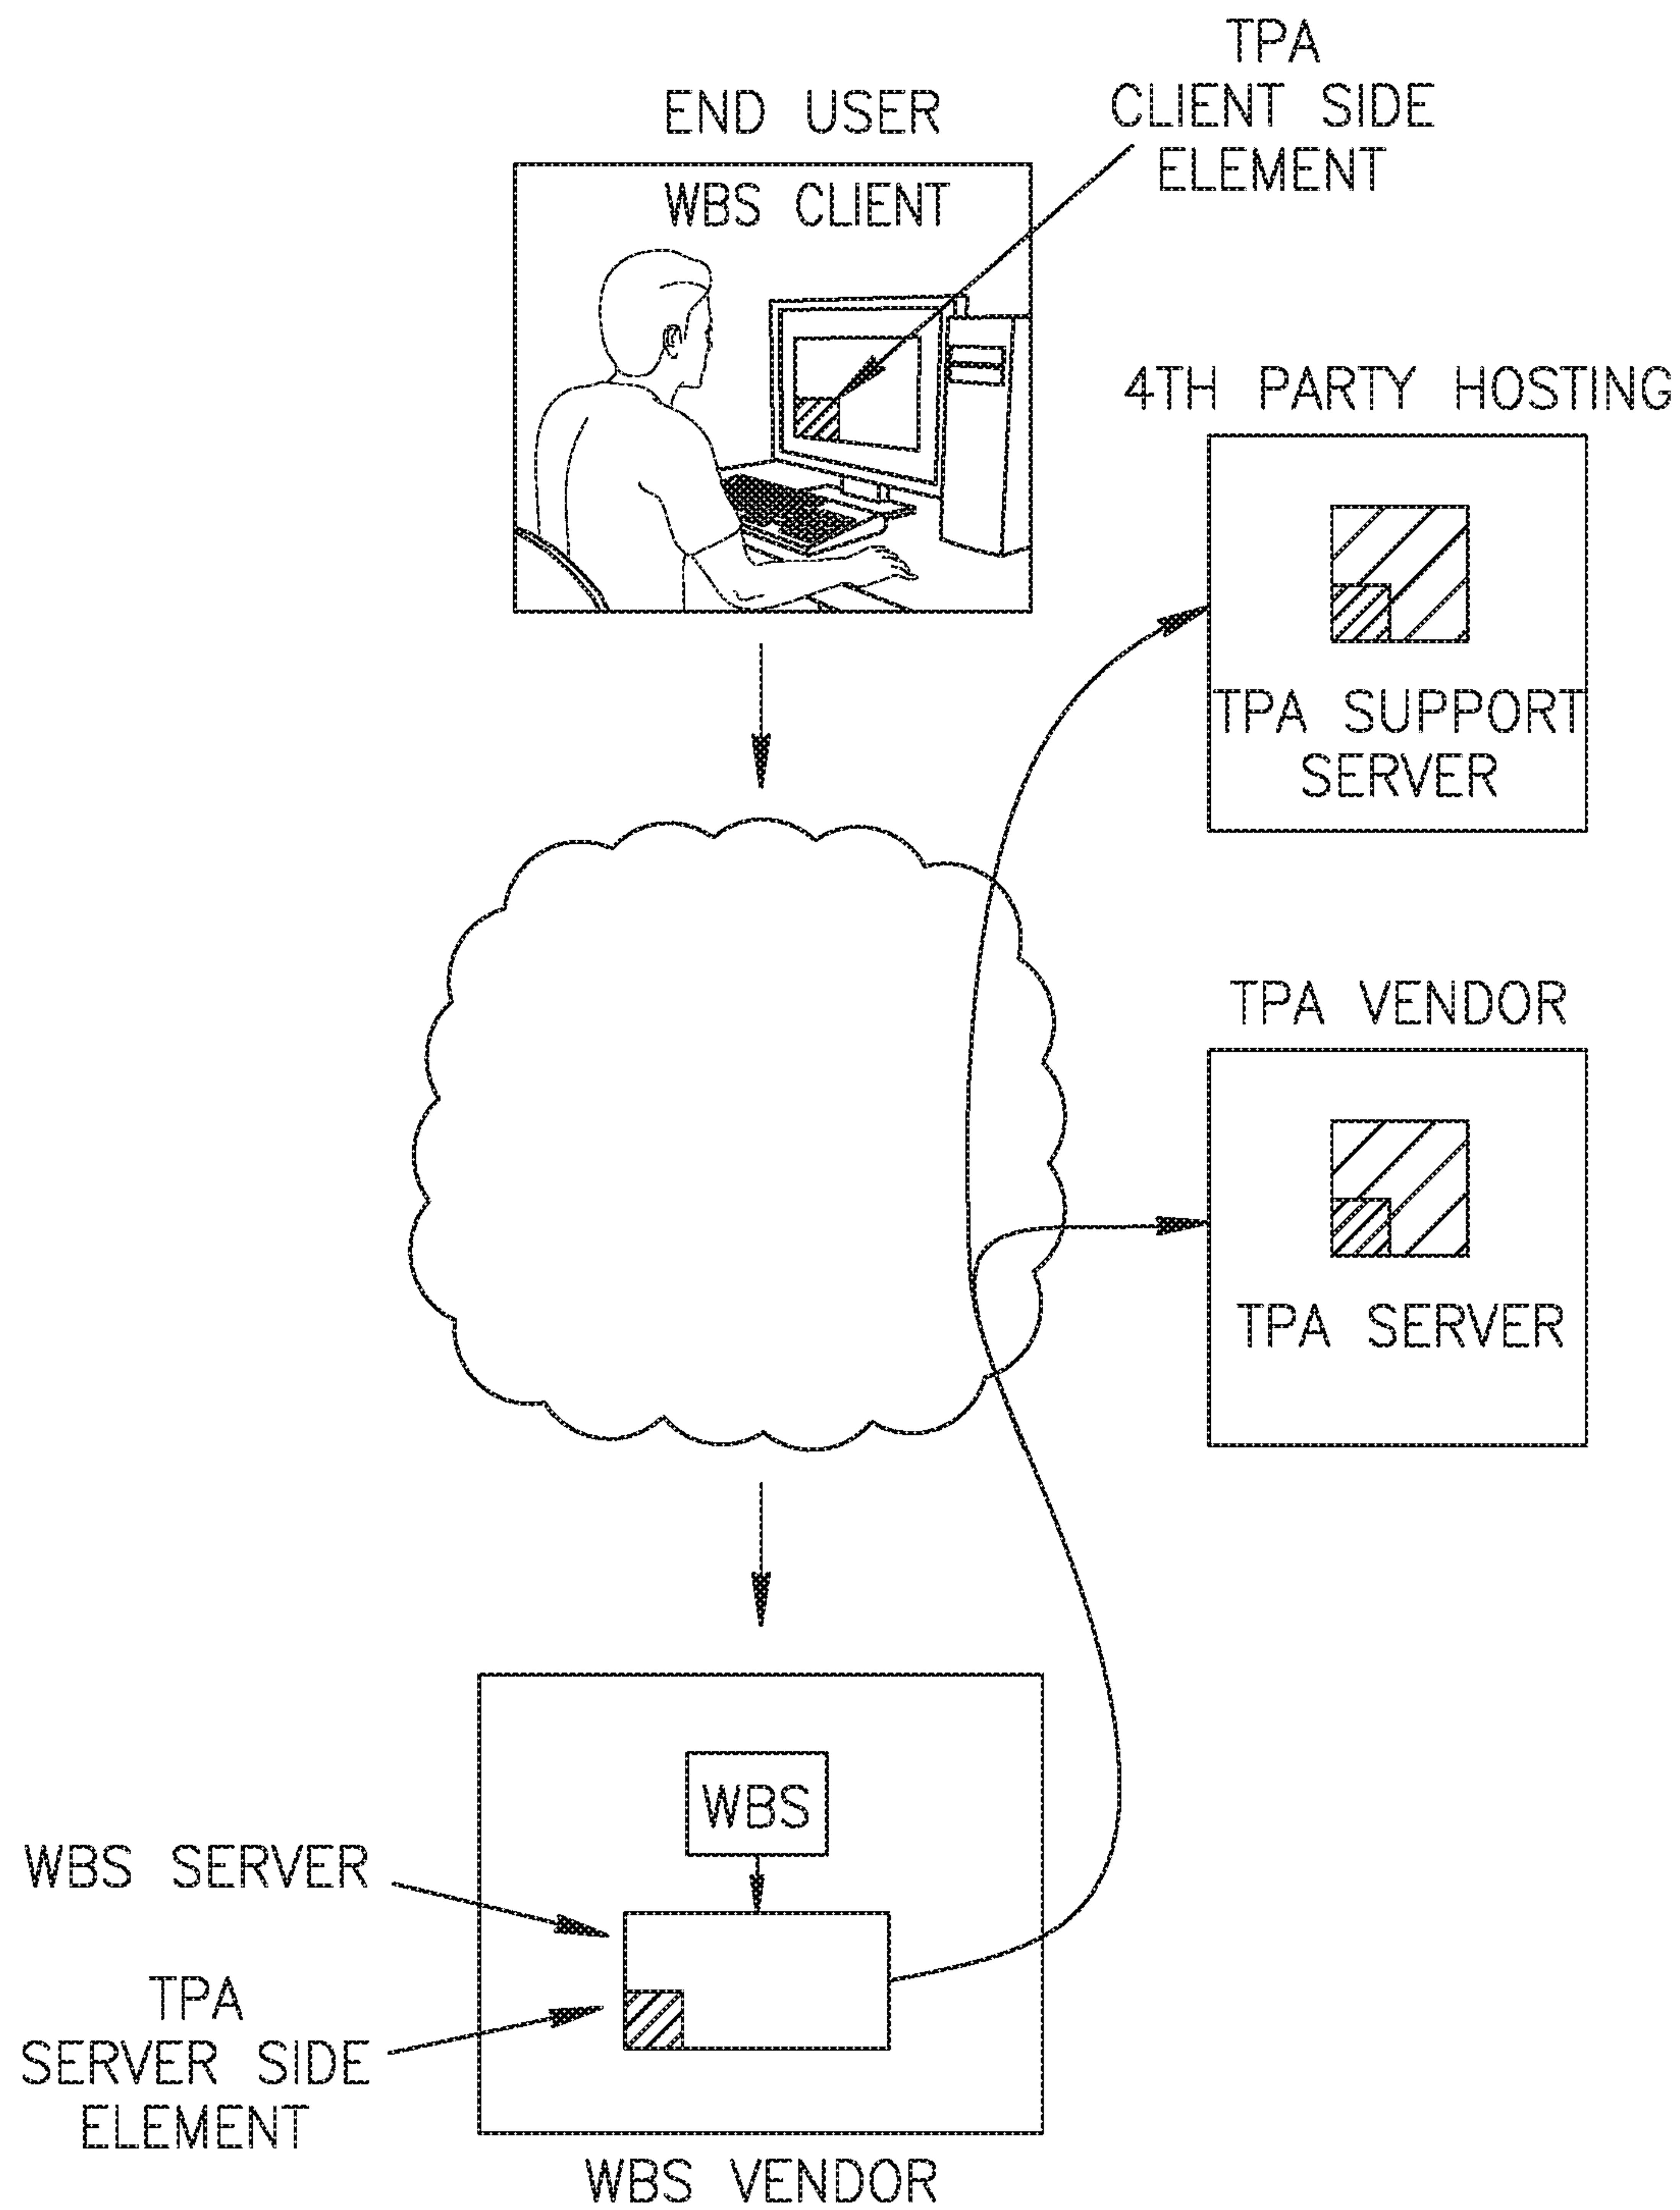 TPA
CLIENT SIDE
ELEMENT
END USER
WBS CLIENT
4TH PARTY HOSTING
TPA SUPPORT
SERVER
TPA VENDOR
TPA SERVER
WBS
WBS SERVER
TPA
SERVER SIDE
ELEMENT
WBS VENDOR